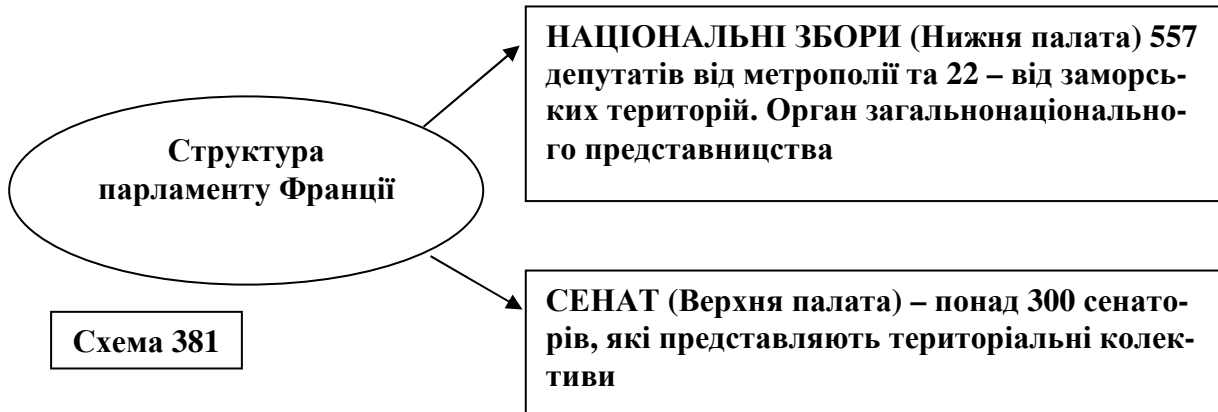 НАЦІОНАЛЬНІ ЗБОРИ (Нижня палата) 557
депутатів від метрополії та 22 – від заморсь-
ких територій. Орган загальнонаціонально-
го представництва
Структура
парламенту Франції
СЕНАТ (Верхня палата) – понад 300 сенато-
рів, які представляють територіальні колек-
тиви
Схема 381